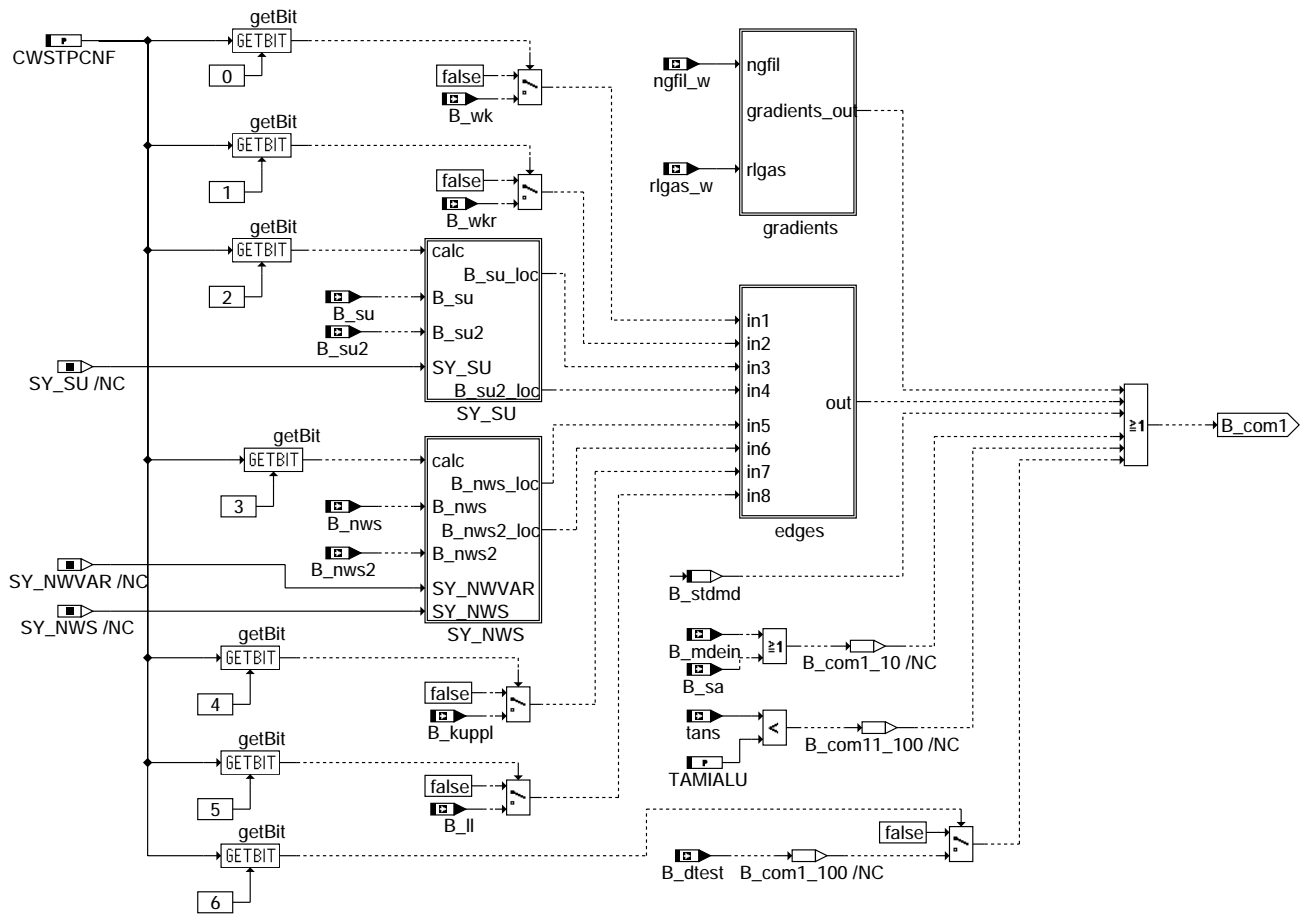 getBit
P
GETBIT
CWSTPCNF
0
false
B_wk
getBit
GETBIT
1
false
B_wkr
ngfil_w
ngfil
gradients_out
rlgas_w
rlgas
gradients
getBit
GETBIT
2
calc
B_su_loc
B_su
B_su
B_su2
B_su2
SY_SU /NC
SY_SU
B_su2_loc
SY_SU
in1
in2
in3
in4
out
in5
in6
in7
in8
edges
≥1
B_com1
getBit
GETBIT
3
calc
B_nws_loc
B_nws
B_nws
B_nws2_loc
B_nws2
B_nws2
SY_NWVAR /NC
SY_NWVAR
SY_NWS /NC
SY_NWS
SY_NWS
B_stdmd
B_mdein
B_sa
≥1
B_com1_10 /NC
getBit
GETBIT
4
false
B_kuppl
tans
<
B_com11_100 /NC
P
TAMIALU
getBit
GETBIT
5
false
B_ll
getBit
GETBIT
6
false
B_dtest
B_com1_100 /NC